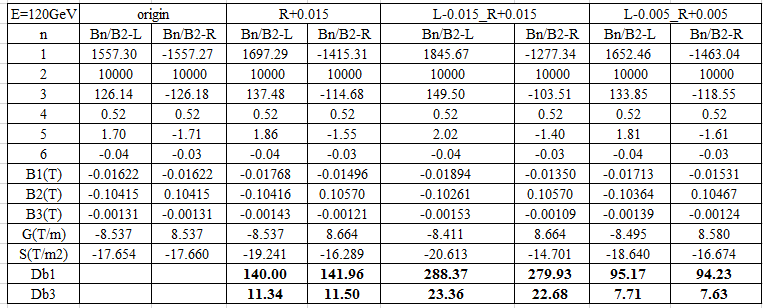 E=120GeV origin R+0.015 L-0.015_R+0.015 L-0.005_R+0.005
n Bn/B2-L Bn/B2-R Bn/B2-L Bn/B2-R Bn/B2-L Bn/B2-R Bn/B2-L Bn/B2-R
1 1557.30 -1557.27 1697.29 -1415.31 1845.67 -1277.34 1652.46 -1463.04
2 10000 10000 10000 10000 10000 10000 10000 10000
3 126.14 -126.18 137.48 -114.68 149.50 -103.51 133.85 -118.55
4 0.52 0.52 0.52 0.52 0.52 0.52 0.52 0.52
5 1.70 -1.71 1.86 -1.55 2.02 -1.40 1.81 -1.61
6 -0.04 -0.03 -0.04 -0.03 -0.04 -0.03 -0.04 -0.03
B1(T) -0.01622 -0.01622 -0.01768 -0.01496 -0.01894 -0.01350 -0.01713 -0.01531
B2(T) -0.10415 0.10415 -0.10416 0.10570 -0.10261 0.10570 -0.10364 0.10467
B3(T) -0.00131 -0.00131 -0.00143 -0.00121 -0.00153 -0.00109 -0.00139 -0.00124
G(T/m) -8.537 8.537 -8.537 8.664 -8.411 8.664 -8.495 8.580
S(T/m2) -17.654 -17.660 -19.241 -16.289 -20.613 -14.701 -18.640 -16.674
Db1 140.00 141.96 288.37 279.93 95.17 94.23
Db3 11.34 11.50 23.36 22.68 7.71 7.63